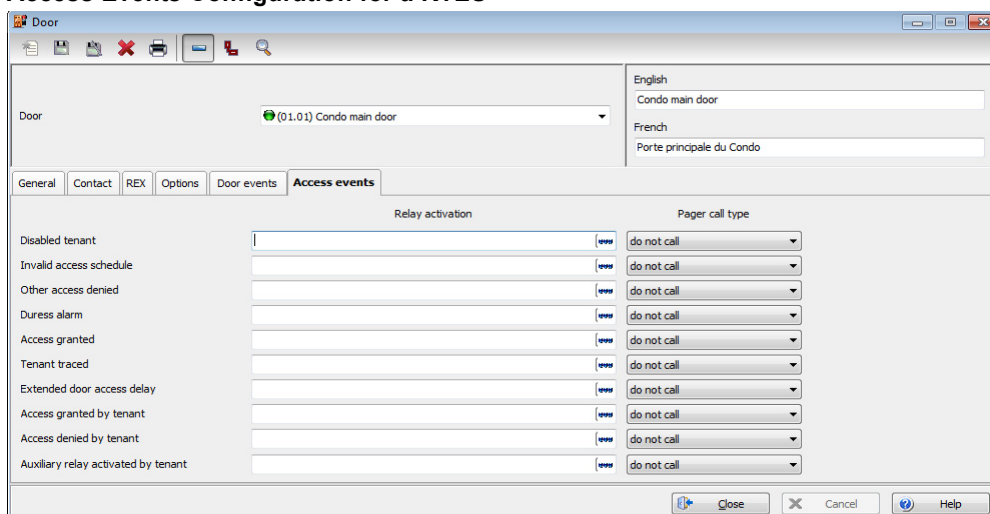 Access Events Configuration for a NTES
Door
English
Condo main door
Door (01.01) Condo main door
French
Porte principale du Condo
General Contact REX Options Door events Access events
Relay activation Pager call type
Disabled tenant do not call
Invalid access schedule do not call
Other access denied do not call
Duress alarm do not call
Access granted do not call
Tenant traced do not call
Extended door access delay do not call
Access granted by tenant do not call
Access denied by tenant do not call
Auxiliary relay activated by tenant do not call
Close Cancel Help